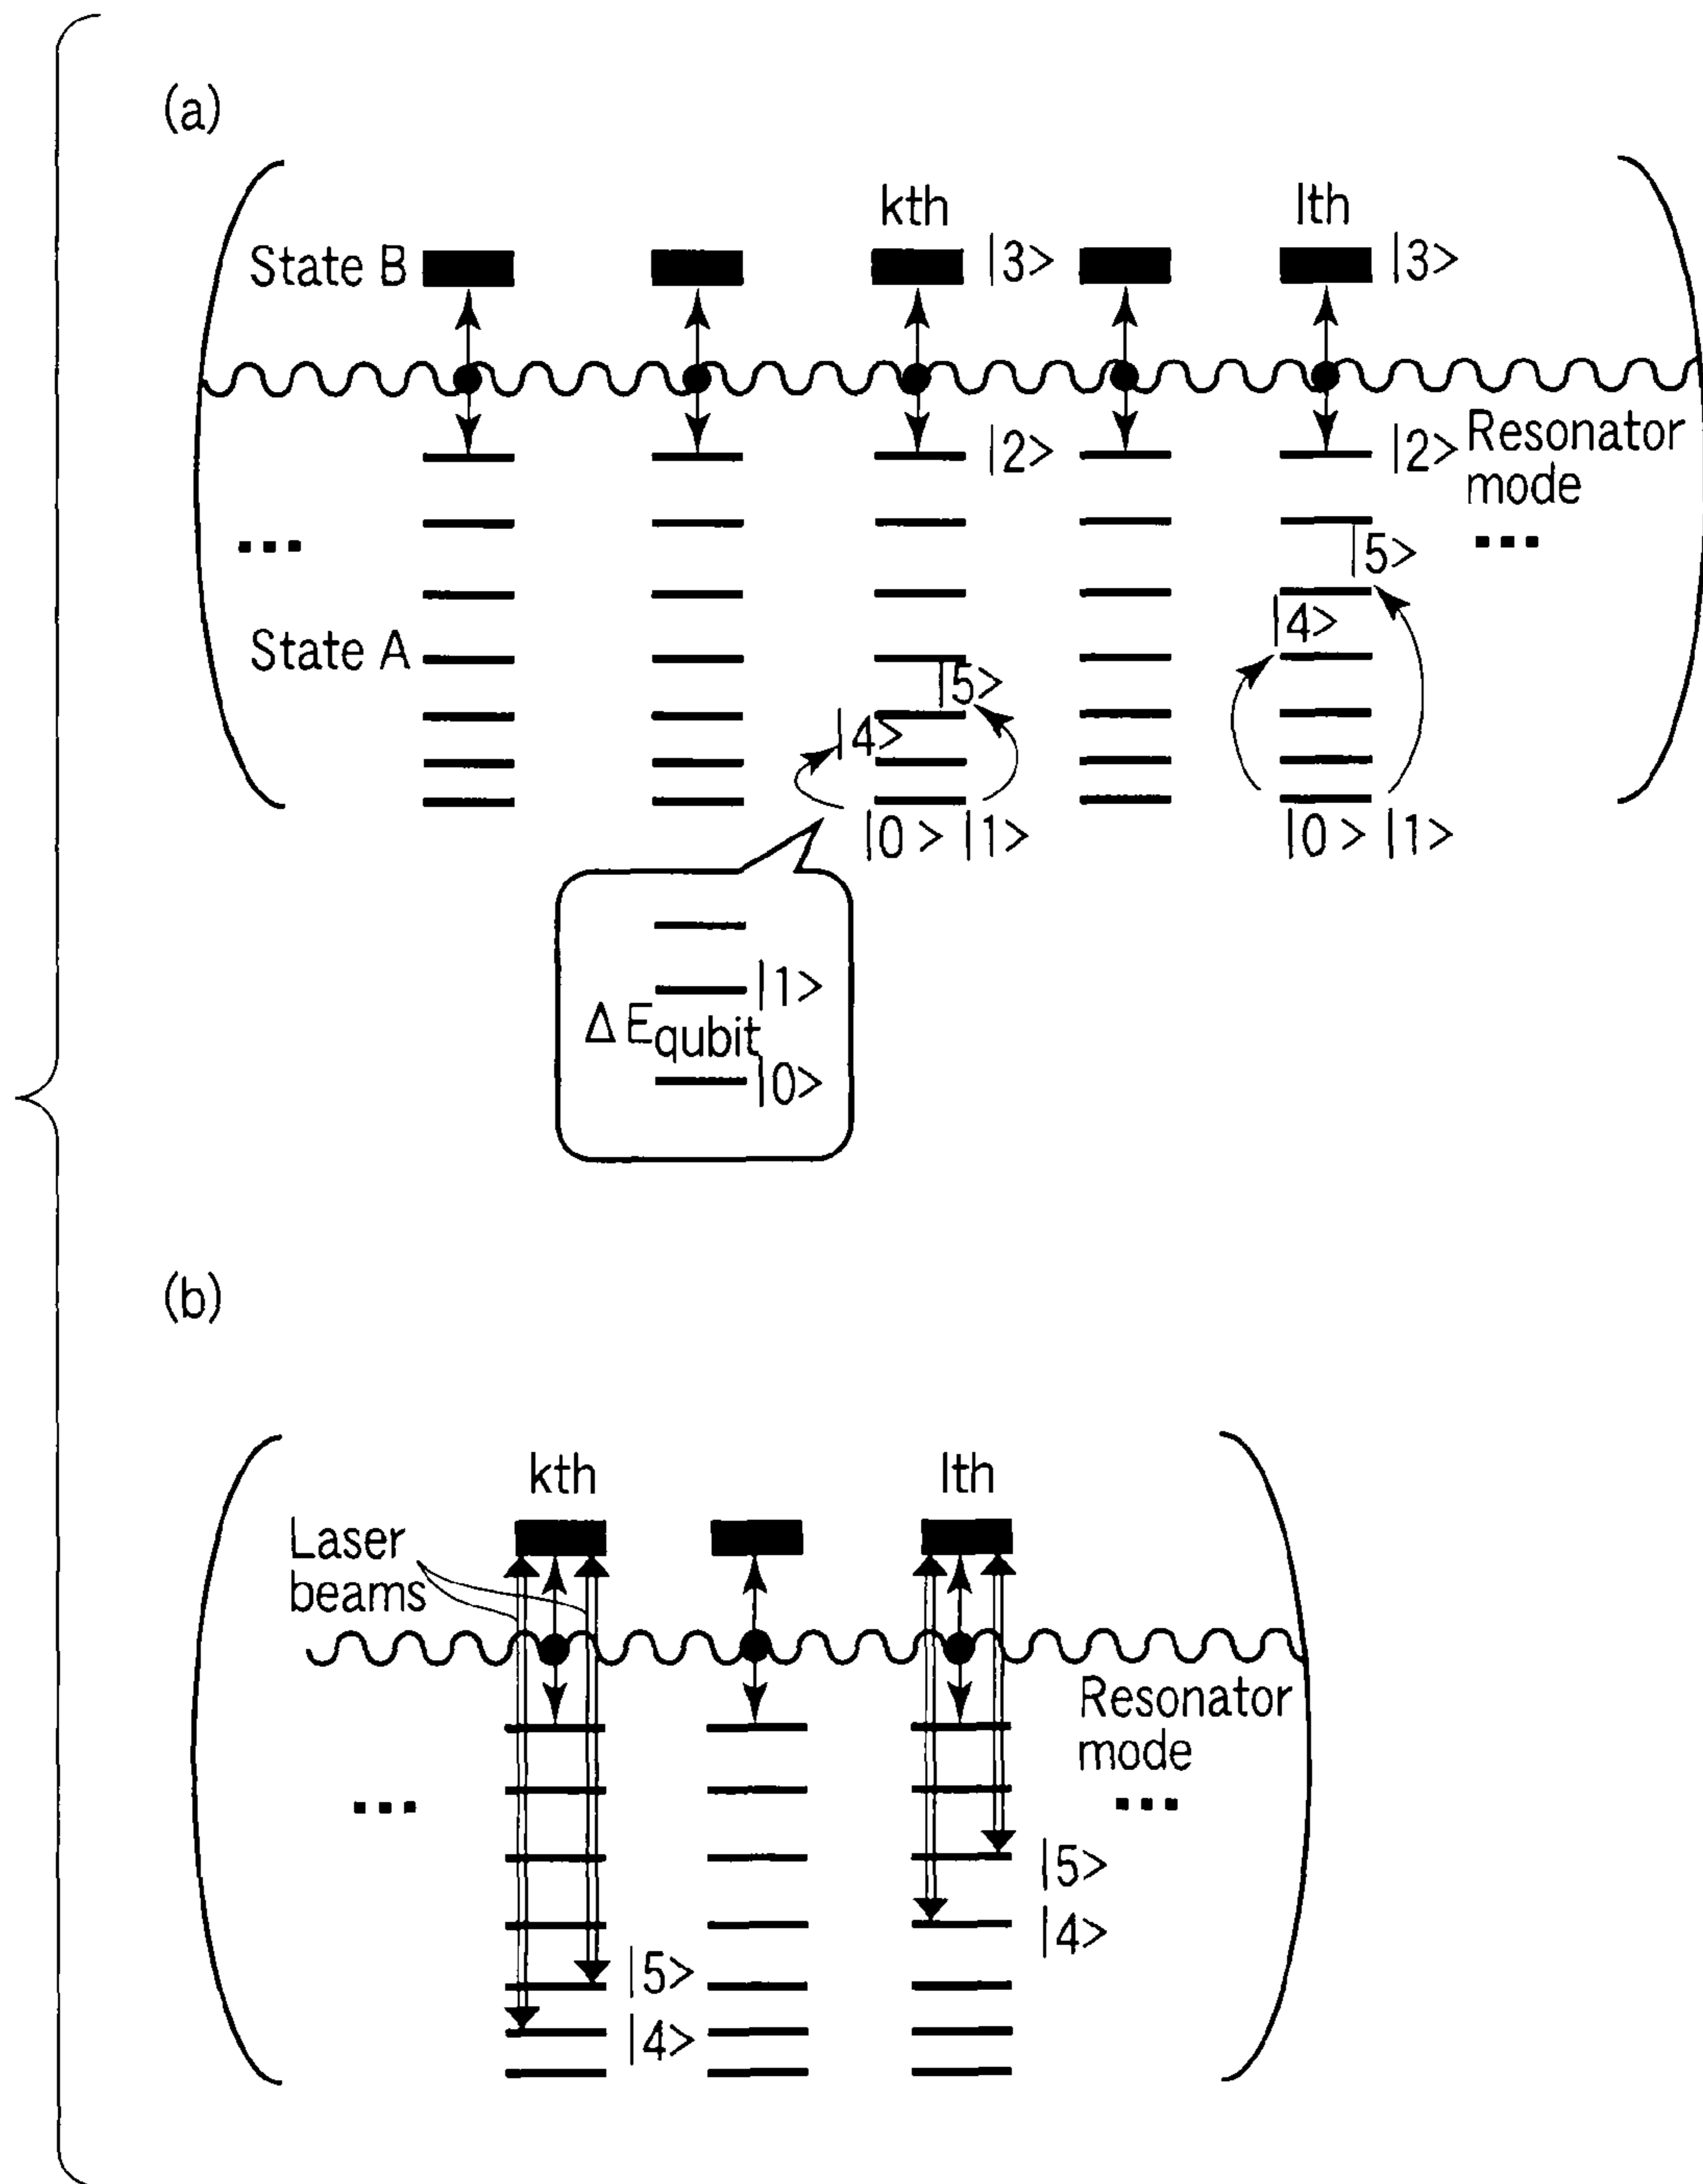 (a)
kth lth
State B |3> |3>
|2> |2> Resonator
mode
... ...
|5>
|4>
State A
|5>
|4>
|0> |1> |0> |1>
|1>
ΔEqubit
|0>
(b)
kth lth
Laser
beams
Resonator
mode
... ...
|5>
|4>
|5>
|4>